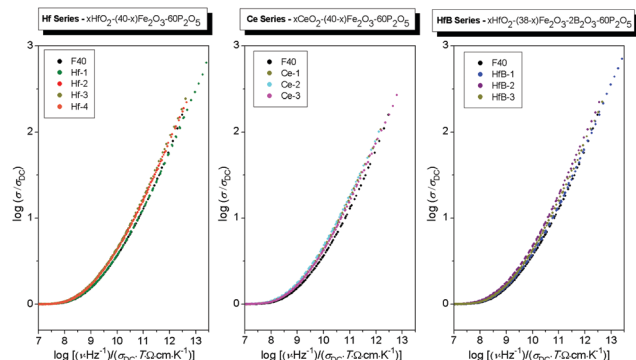 Hf Series - xHfO₂-(40-x)Fe₂O₃-60P₂O₅
F40
Hf-1
Hf-2
Hf-3
Hf-4
log (σ/σDC)
3
2
1
0
7 8 9 10 11 12 13
log [(ν·Hz⁻¹)/(σDC·T·Ω·cm·K⁻¹)]
Ce Series - xCeO₂-(40-x)Fe₂O₃-60P₂O₅
F40
Ce-1
Ce-2
Ce-3
log (σ/σDC)
3
2
1
0
7 8 9 10 11 12 13
log [(ν·Hz⁻¹)/(σDC·T·Ω·cm·K⁻¹)]
HfB Series - xHfO₂-(38-x)Fe₂O₃-2B₂O₃-60P₂O₅
F40
HfB-1
HfB-2
HfB-3
log (σ/σDC)
3
2
1
0
7 8 9 10 11 12 13
log [(ν·Hz⁻¹)/(σDC·T·Ω·cm·K⁻¹)]